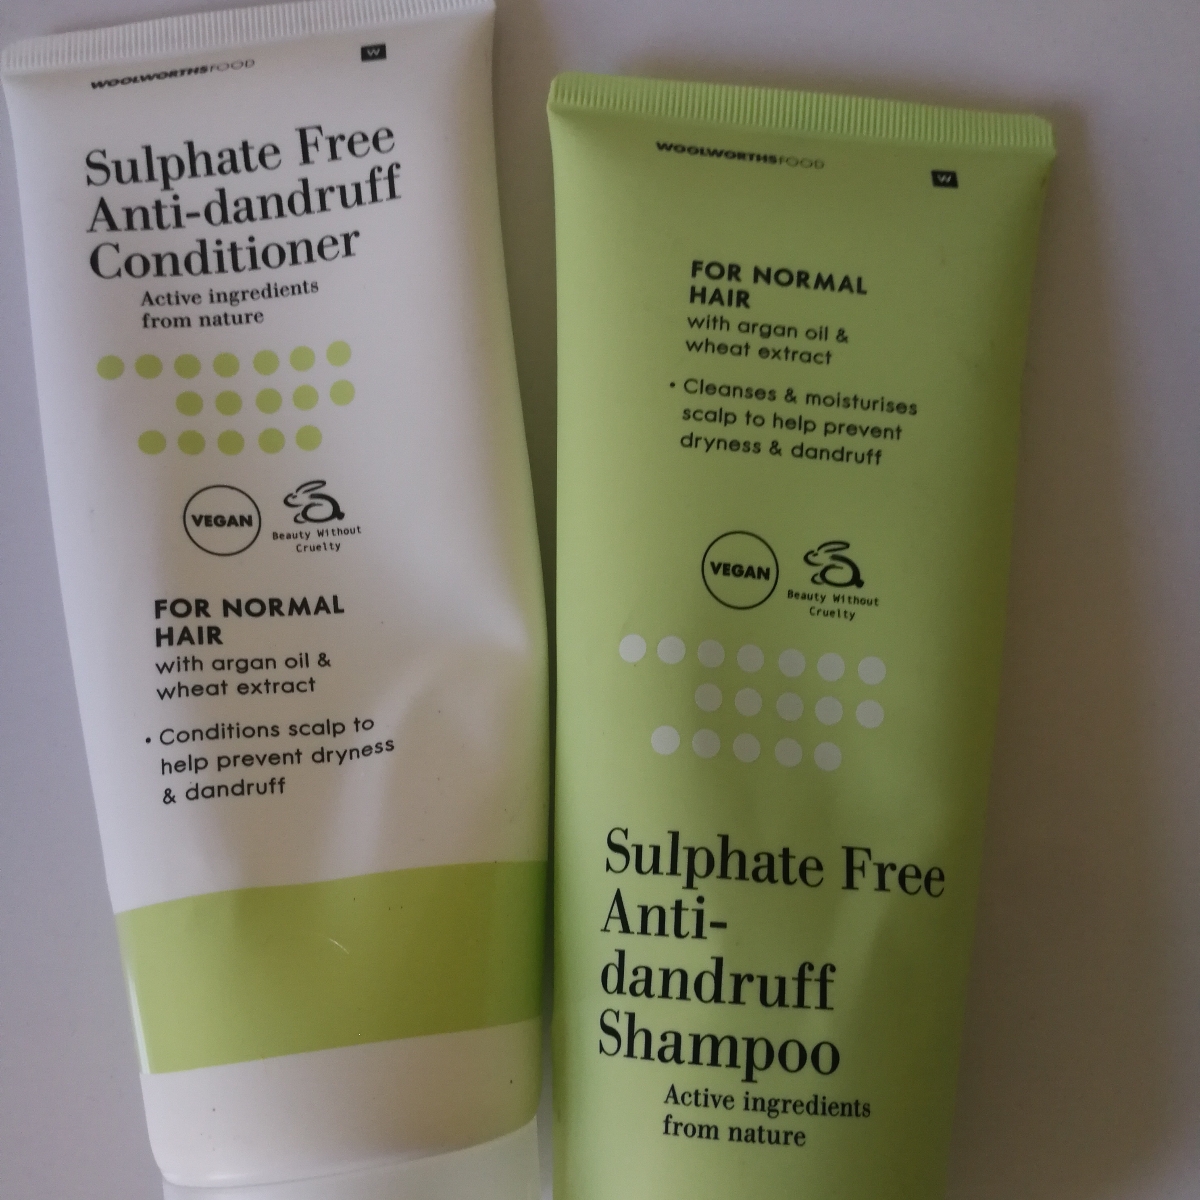 WOOLWORTHSFOOD
W
Sulphate Free
Anti-dandruff
Conditioner
Active ingredients
from nature
VEGAN
Beauty Without
Cruelty
FOR NORMAL
HAIR
with argan oil &
wheat extract
• Conditions scalp to
help prevent dryness
& dandruff
WOOLWORTHSFOOD
W
FOR NORMAL
HAIR
with argan oil &
wheat extract
• Cleanses & moisturises
scalp to help prevent
dryness & dandruff
VEGAN
Beauty Without
Cruelty
Sulphate Free
Anti-
dandruff
Shampoo
Active ingredients
from nature